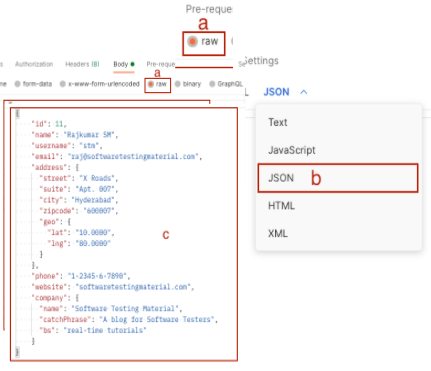 Pre-reque
a
raw
Settings
Authorization Headers (8) Body Pre-reque
a
form-data x-www-form-urlencoded raw binary GraphQL
JSON
Text
JavaScript
JSON b
HTML
XML
{
"id": 11,
"name": "Rajkumar SM",
"username": "stm",
"email": "raj@softwaretestingmaterial.com",
"address": {
"street": "X Roads",
"suite": "Apt. 007",
"city": "Hyderabad",
"zipcode": "600007",
"geo": {
"lat": "10.0000",
"lng": "80.0000"
}
c
},
"phone": "1-2345-6-7890",
"website": "softwaretestingmaterial.com",
"company": {
"name": "Software Testing Material",
"catchPhrase": "A blog for Software Testers",
"bs": "real-time tutorials"
}
}